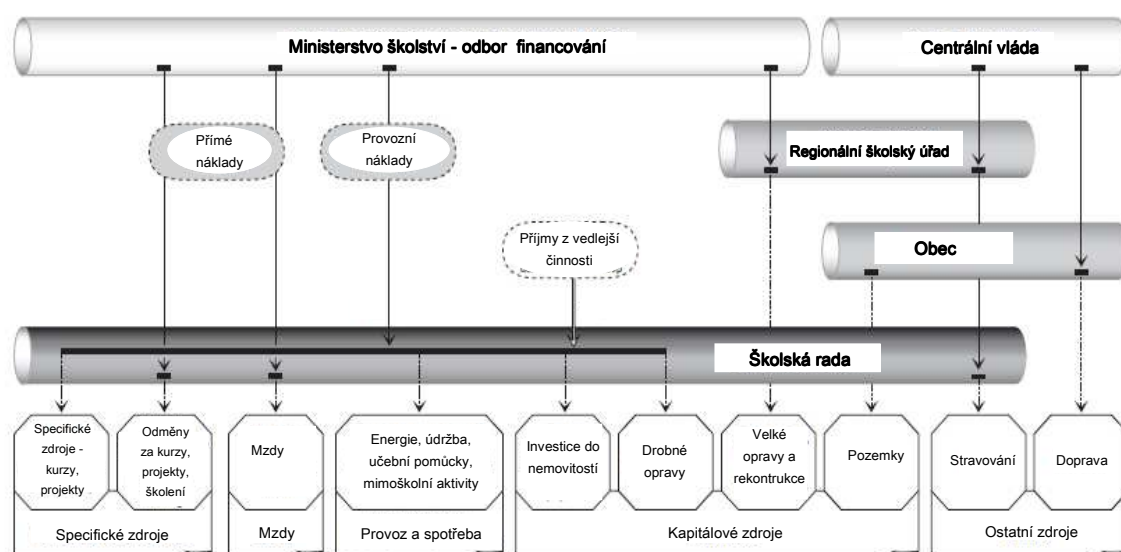 Ministerstvo školství - odbor financování
Centrální vláda
Přímé
náklady
Provozní
náklady
Regionální školský úřad
Příjmy z vedlejší
činnosti
Obec
Školská rada
Specifické
zdroje -
kurzy,
projekty
Odměny
za kurzy,
projekty,
školení
Mzdy
Energie, údržba,
učební pomůcky,
mimoškolní aktivity
Investice do
nemovitostí
Drobné
opravy
Velké
opravy a
rekontrukce
Pozemky
Stravování
Doprava
Specifické zdroje
Mzdy
Provoz a spotřeba
Kapitálové zdroje
Ostatní zdroje